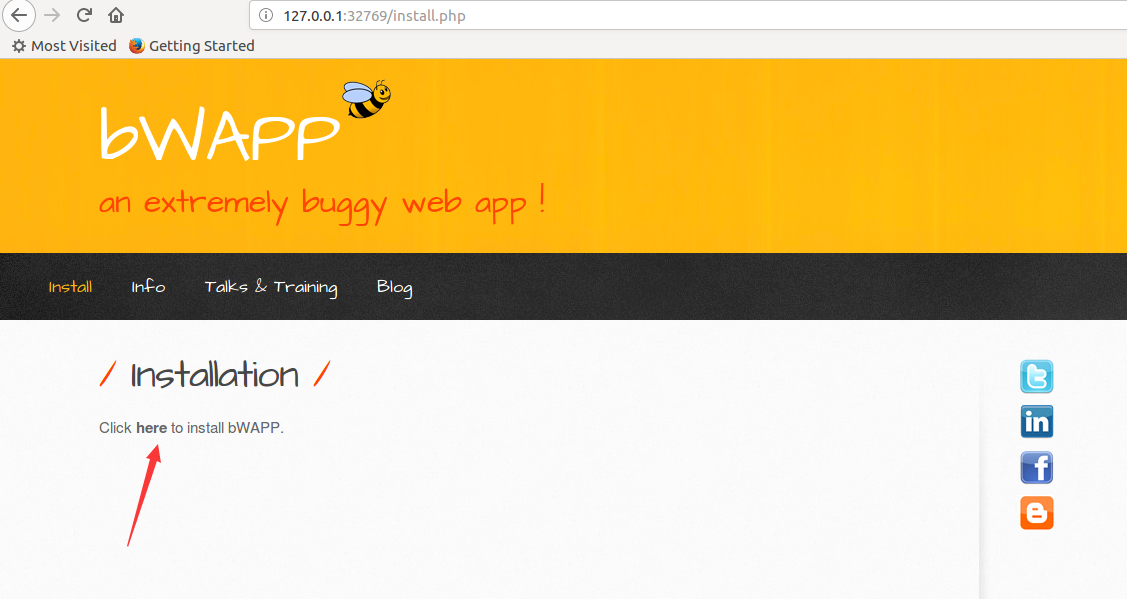 127.0.0.1:32769/install.php
Most Visited Getting Started
bWAPP
an extremely buggy web app !
Install Info Talks & Training Blog
/ Installation /
Click here to install bWAPP.